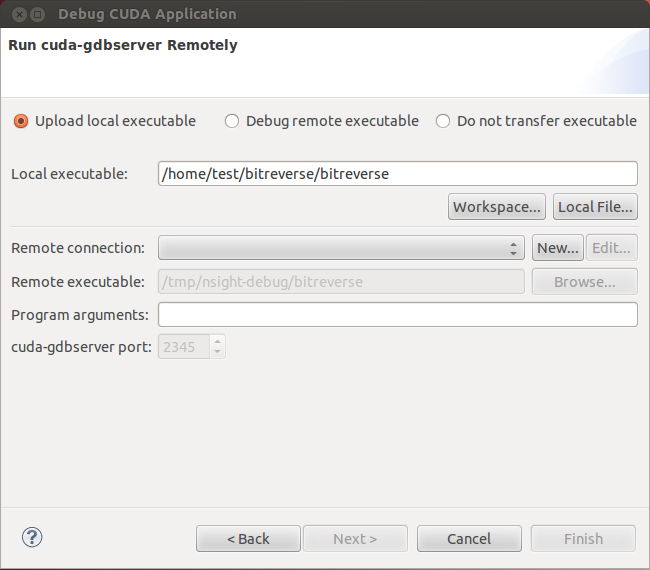 Debug CUDA Application
Run cuda-gdbserver Remotely
Upload local executable Debug remote executable Do not transfer executable
Local executable: /home/test/bitreverse/bitreverse
Workspace... Local File...
Remote connection: New... Edit...
Remote executable: /tmp/nsight-debug/bitreverse Browse...
Program arguments:
cuda-gdbserver port: 2345
? < Back Next > Cancel Finish